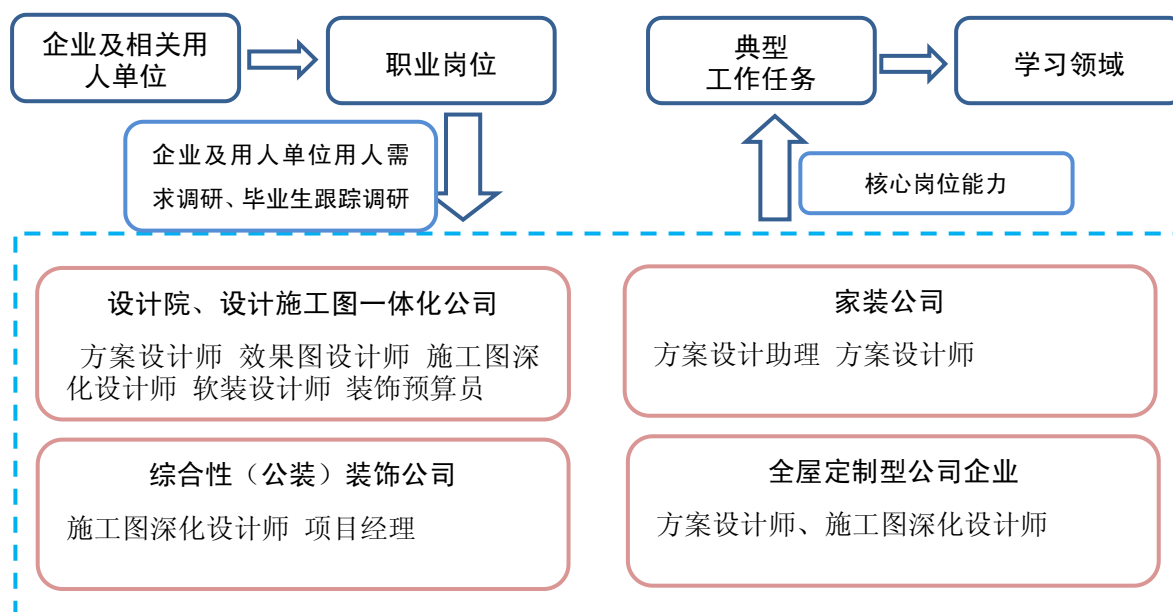 企业及相关用
人单位
职业岗位
典型
工作任务
学习领域
企业及用人单位用人需
求调研、毕业生跟踪调研
核心岗位能力
设计院、设计施工图一体化公司
方案设计师 效果图设计师 施工图深
化设计师 软装设计师 装饰预算员
家装公司
方案设计助理 方案设计师
综合性（公装）装饰公司
施工图深化设计师 项目经理
全屋定制型公司企业
方案设计师、施工图深化设计师